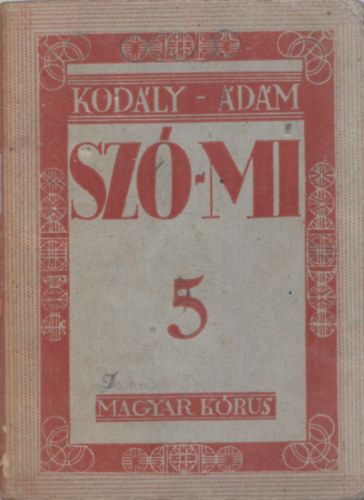 KODÁLY - ÁDÁM
SZÓ-MI
5
MAGYAR KÓRUS